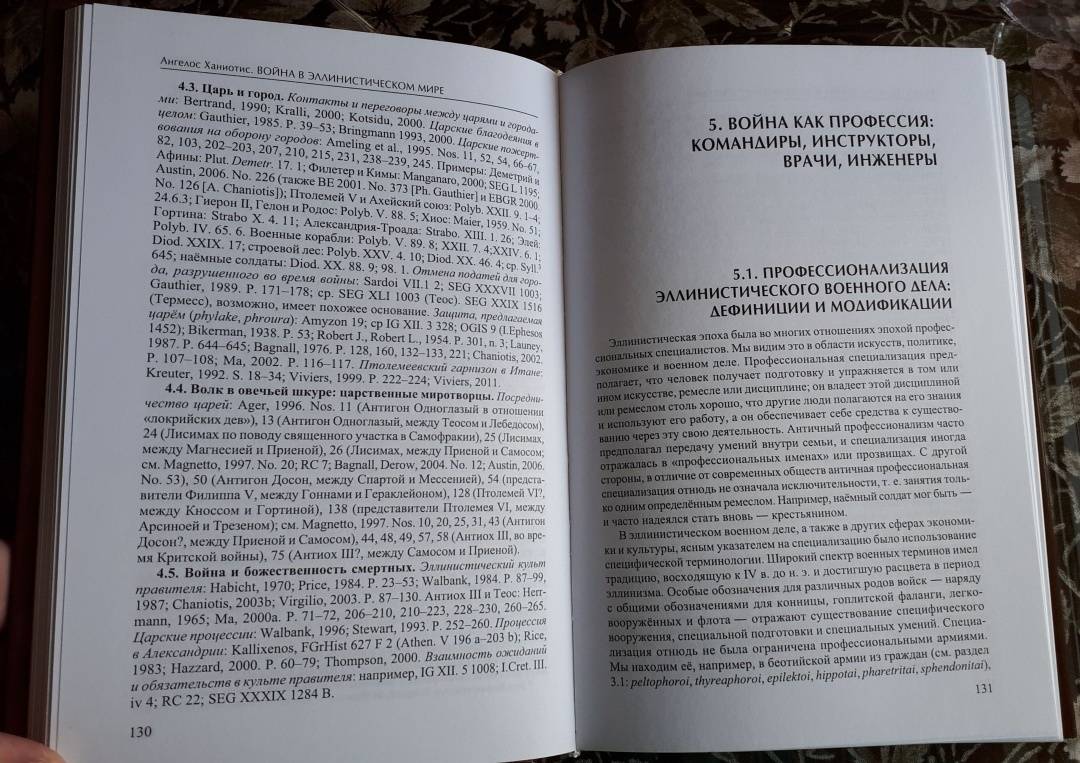 Ангелос Ханиотис. ВОЙНА В ЭЛЛИНИСТИЧЕСКОМ МИРЕ
4.3. Царь и город. Контакты и переговоры между царями и города-
ми: Bertrand, 1990; Kralli, 2000; Kotsidu, 2000. Царские благодеяния в
целом: Gauthier, 1985. P. 39–53; Bringmann 1993, 2000. Царские пожерт-
вования на оборону городов: Ameling et al., 1995. Nos. 11, 52, 54, 66–67,
82, 103, 202–203, 207, 210, 215, 231, 238–239, 245. Примеры: Деметрий и
Афины: Plut. Demetr. 17. 1; Филетер и Кимы: Manganaro, 2000; SEG L 1195;
Austin, 2006. No. 226 (также BE 2001. No. 373 [Ph. Gauthier] и EBGR 2000.
No. 126 [A. Chaniotis]); Птолемей V и Ахейский союз: Polyb. XXII. 9. 1–4;
24.6.3; Гиерон II, Гелон и Родос: Polyb. V. 88. 5; Хиос: Maier, 1959. No. 51;
Гортина: Strabo X. 4. 11; Александрия-Троада: Strabo. XIII. 1. 26; Элей:
Polyb. IV. 65. 6. Военные корабли: Polyb. V. 89. 8; XXII. 7. 4;XXIV. 6. 1;
Diod. XXIX. 17; строевой лес: Polyb. XXV. 4. 10; Diod. XX. 46. 4; ср. Syll.³
645; наёмные солдаты: Diod. XX. 88. 9; 98. 1. Отмена податей для горо-
да, разрушенного во время войны: Sardoi VII.1 2; SEG XXXVII 1003;
Gauthier, 1989. P. 171–178; ср. SEG XLI 1003 (Теос). SEG XXIX 1516
(Термесс), возможно, имеет похожее основание. Защита, предлагаемая
царём (phylake, phroura): Amyzon 19; ср IG XII. 3 328; OGIS 9 (I.Ephesos
1452); Bikerman, 1938. P. 53; Robert J., Robert L., 1954. P. 301, n. 3; Launey,
1987. P. 644–645; Bagnall, 1976. P. 128, 160, 132–133, 221; Chaniotis, 2002.
P. 107–108; Ma, 2002. P. 116–117. Птолемеевский гарнизон в Итане:
Kreuter, 1992. S. 18–34; Viviers, 1999. P. 222–224; Viviers, 2011.
4.4. Волк в овечьей шкуре: царственные миротворцы. Посредни-
чество царей: Ager, 1996. Nos. 11 (Антигон Одноглазый в отношении
«локрийских дев»), 13 (Антигон Одноглазый, между Теосом и Лебедосом),
24 (Лисимах по поводу священного участка в Самофракии), 25 (Лисимах,
между Магнесией и Приеной), 26 (Лисимах, между Приеной и Самосом;
см. Magnetto, 1997. No. 20; RC 7; Bagnall, Derow, 2004. No. 12; Austin, 2006.
No. 53), 50 (Антигон Досон, между Спартой и Мессенией), 54 (предста-
вители Филиппа V, между Гоннами и Гераклейоном), 128 (Птолемей VI?,
между Кноссом и Гортиной), 138 (представители Птолемея VI, между
Арсиноей и Трезеном); см. Magnetto, 1997. Nos. 10, 20, 25, 31, 43 (Антигон
Досон?, между Приеной и Самосом), 44, 48, 49, 57, 58 (Антиох III, во вре-
мя Критской войны), 75 (Антиох III?, между Самосом и Приеной).
4.5. Война и божественность смертных. Эллинистический культ
правителя: Habicht, 1970; Price, 1984. P. 23–53; Walbank, 1984. P. 87–99,
1987; Chaniotis, 2003b; Virgilio, 2003. P. 87–130. Антиох III и Теос: Herr-
mann, 1965; Ma, 2000a. P. 71–72, 206–210, 210–223, 228–230, 260–265.
Царские процессии: Walbank, 1996; Stewart, 1993. P. 252–260. Процессия
в Александрии: Kallixenos, FGrHist 627 F 2 (Athen. V 196 a–203 b); Rice,
1983; Hazzard, 2000. P. 60–79; Thompson, 2000. Взаимность ожиданий
и обязательств в культе правителя: например, IG XII. 5 1008; I.Cret. III.
iv 4; RC 22; SEG XXXIX 1284 B.
130
5. ВОЙНА КАК ПРОФЕССИЯ:
КОМАНДИРЫ, ИНСТРУКТОРЫ,
ВРАЧИ, ИНЖЕНЕРЫ
5.1. ПРОФЕССИОНАЛИЗАЦИЯ
ЭЛЛИНИСТИЧЕСКОГО ВОЕННОГО ДЕЛА:
ДЕФИНИЦИИ И МОДИФИКАЦИИ
Эллинистическая эпоха была во многих отношениях эпохой профес-
сиональных специалистов. Мы видим это в области искусств, политике,
экономике и военном деле. Профессиональная специализация пред-
полагает, что человек получает подготовку и упражняется в том или
ином искусстве, ремесле или дисциплине; он владеет этой дисциплиной
или ремеслом столь хорошо, что другие люди полагаются на его знания
и используют его работу, а он обеспечивает себе средства к существо-
ванию через эту свою деятельность. Античный профессионализм часто
предполагал передачу умений внутри семьи, и специализация иногда
отражалась в «профессиональных именах» или прозвищах. С другой
стороны, в отличие от современных обществ античная профессиональная
специализация отнюдь не означала исключительности, т. е. занятия толь-
ко одним определённым ремеслом. Например, наёмный солдат мог быть —
и часто надеялся стать вновь — крестьянином.
В эллинистическом военном деле, а также в других сферах экономи-
ки и культуры, ясным указателем на специализацию было использование
специфической терминологии. Широкий спектр военных терминов имел
традицию, восходящую к IV в. до н. э. и достигшую расцвета в период
эллинизма. Особые обозначения для различных родов войск — наряду
с общими обозначениями для конницы, гоплитской фаланги, легко-
вооружённых и флота — отражают существование специфического
вооружения, специальной подготовки и специальных умений. Специа-
лизация отнюдь не была ограничена профессиональными армиями.
Мы находим её, например, в беотийской армии из граждан (см. раздел
3.1: peltophoroi, thyreaphoroi, epilektoi, hippotai, pharetritai, sphendonitai),
131